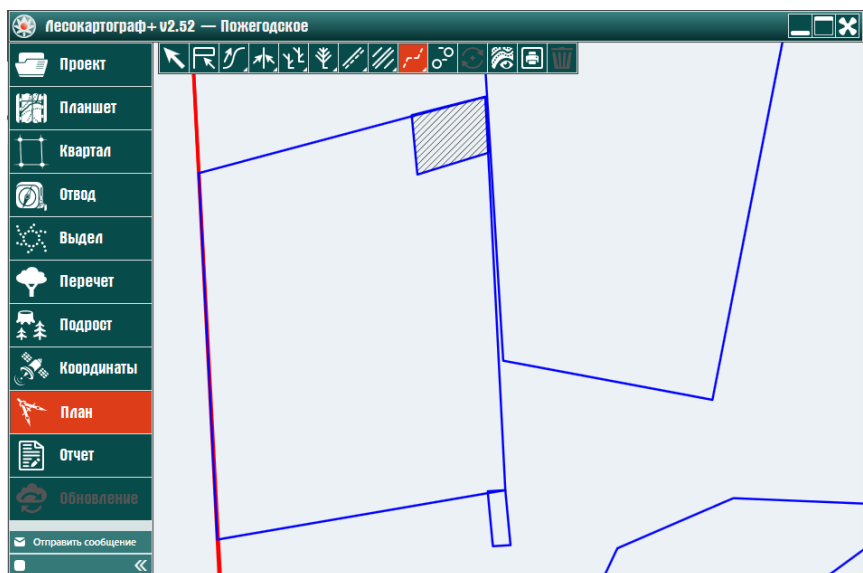 Лесокартограф+ v2.52 — Пожегодское
Проект
Планшет
Квартал
Отвод
Выдел
Перечет
Подрост
Координаты
План
Отчет
Обновление
Отправить сообщение